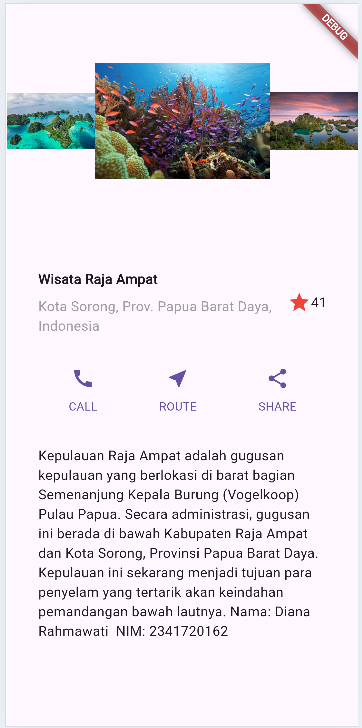 DEBUG
Wisata Raja Ampat
Kota Sorong, Prov. Papua Barat Daya,
Indonesia
41
CALL
ROUTE
SHARE
Kepulauan Raja Ampat adalah gugusan
kepulauan yang berlokasi di barat bagian
Semenanjung Kepala Burung (Vogelkoop)
Pulau Papua. Secara administrasi, gugusan
ini berada di bawah Kabupaten Raja Ampat
dan Kota Sorong, Provinsi Papua Barat Daya.
Kepulauan ini sekarang menjadi tujuan para
penyelam yang tertarik akan keindahan
pemandangan bawah lautnya. Nama: Diana
Rahmawati  NIM: 2341720162